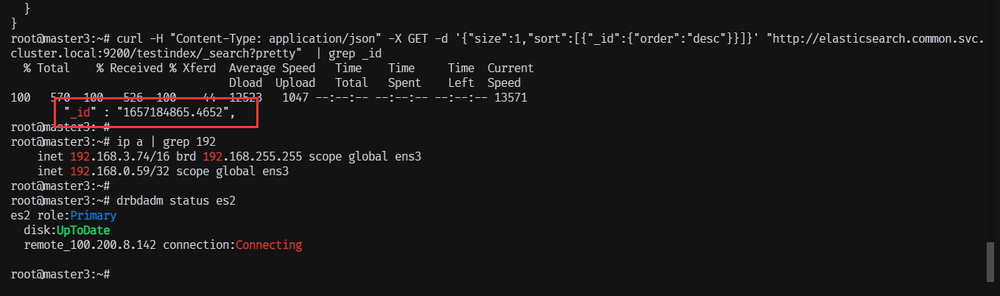 }
}
root@master3:~# curl -H "Content-Type: application/json" -X GET -d '{"size":1,"sort":[{"_id":{"order":"desc"}}]}' "http://elasticsearch.common.svc.
cluster.local:9200/testindex/_search?pretty"  | grep _id
  % Total    % Received % Xferd  Average Speed   Time    Time     Time  Current
                                 Dload  Upload   Total   Spent    Left  Speed
100   570  100   526  100    44  12523   1047 --:--:-- --:--:-- --:--:-- 13571
        "_id" : "1657184865.4652",
root@master3:~#
root@master3:~# ip a | grep 192
    inet 192.168.3.74/16 brd 192.168.255.255 scope global ens3
    inet 192.168.0.59/32 scope global ens3
root@master3:~#
root@master3:~# drbdadm status es2
es2 role:Primary
  disk:UpToDate
  remote_100.200.8.142 connection:Connecting
root@master3:~#